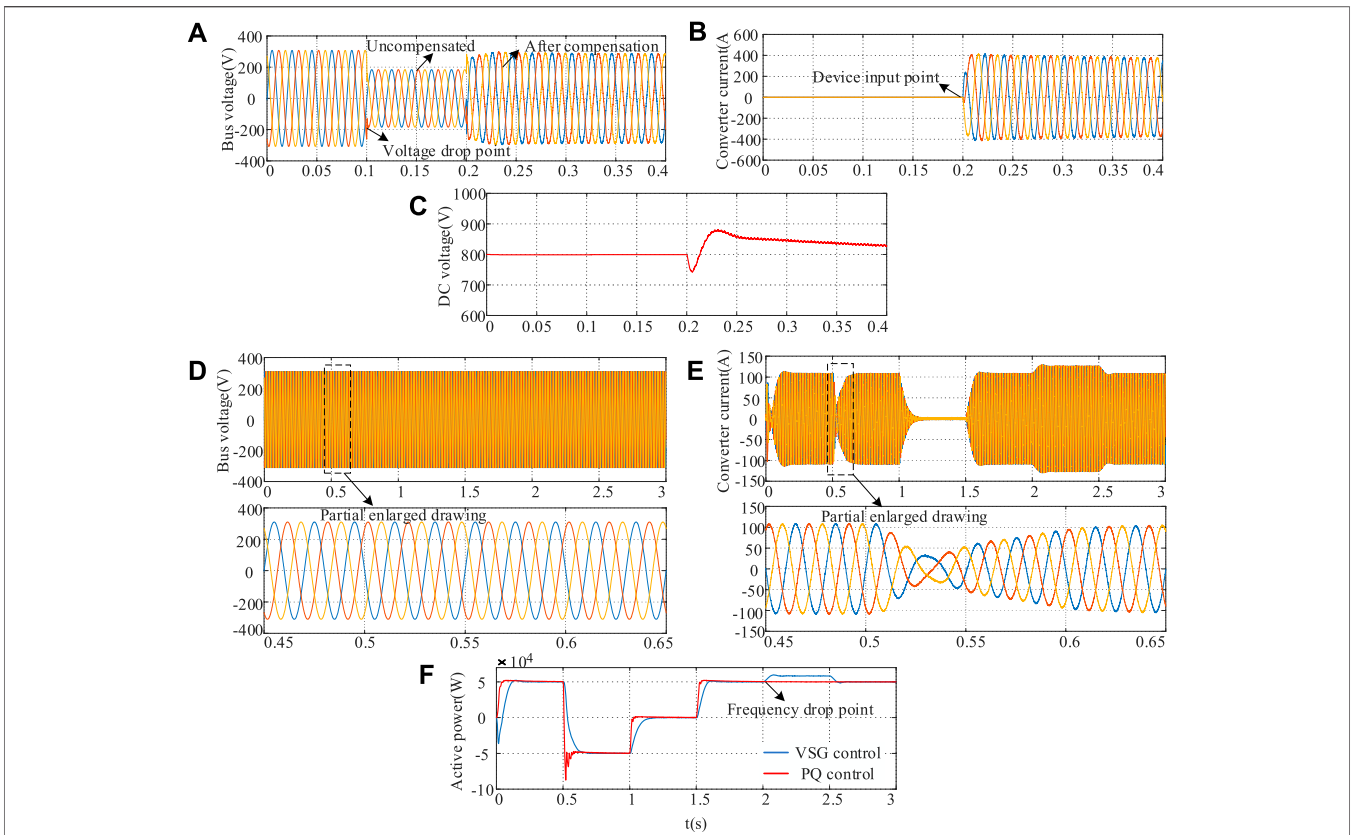 A
Bus voltage(V)
400
200
0
-200
-400
Uncompensated
After compensation
Voltage drop point
0 0.05 0.1 0.15 0.2 0.25 0.3 0.35 0.4
B
Converter current(A
600
400
200
0
-200
-400
-600
Device input point
0 0.05 0.1 0.15 0.2 0.25 0.3 0.35 0.4
C
DC voltage(V)
1000
900
800
700
600
0 0.05 0.1 0.15 0.2 0.25 0.3 0.35 0.4
D
Bus voltage(V)
400
200
0
-200
-400
0 0.5 1 1.5 2 2.5 3
Partial enlarged drawing
400
200
0
-200
-400
0.45 0.5 0.55 0.6 0.65
E
Converter current(A)
150
100
50
0
-50
-100
-150
0 0.5 1 1.5 2 2.5 3
Partial enlarged drawing
150
100
50
0
-50
-100
-150
0.45 0.5 0.55 0.6 0.65
F
× 10 4
Active power(W)
5
0
-5
-10
Frequency drop point
VSG control
PQ control
0 0.5 1 1.5 2 2.5 3
t(s)